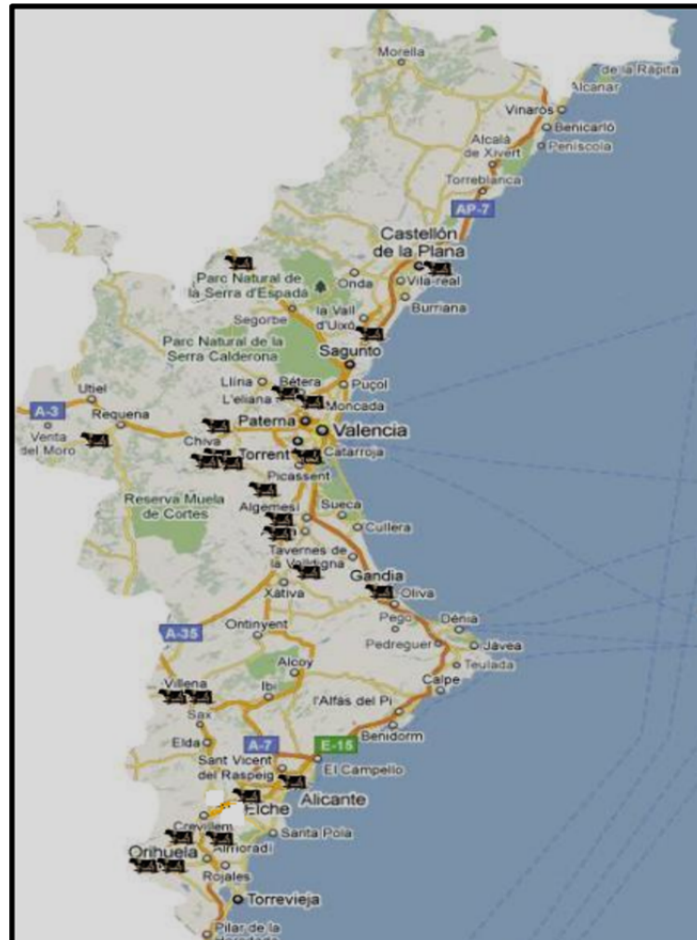 Morella
de la Ràpita
Alcanar
Vinaròs
Benicarló
Peníscola
Alcalà
de Xivert
Torreblanca
AP-7
Castellón
de la Plana
Parc Natural de
la Serra d'Espadà
Onda
Vila-real
Burriana
la Vall
d'Uixó
Segorbe
Parc Natural de la
Serra Calderona
Sagunto
Llíria
Bétera
Puçol
Utiel
L'eliana
Moncada
A-3
Requena
Paterna
Valencia
Venta
del Moro
Chiva
Torrent
Catarroja
Picassent
Reserva Muela
de Cortes
Algemesí
Sueca
Cullera
Tavernes de
la Valldigna
Gandia
Xàtiva
Oliva
Pego
Dénia
Ontinyent
A-35
Pedreguer
Jávea
Teulada
Alcoy
Villena
Ibi
Calpe
l'Alfàs del Pi
Sax
Benidorm
Elda
A-7
E-15
Sant Vicent
del Raspeig
El Campello
Alicante
Elche
Crevillent
Santa Pola
Orihuela
Almoradí
Rojales
Torrevieja
Pilar de la